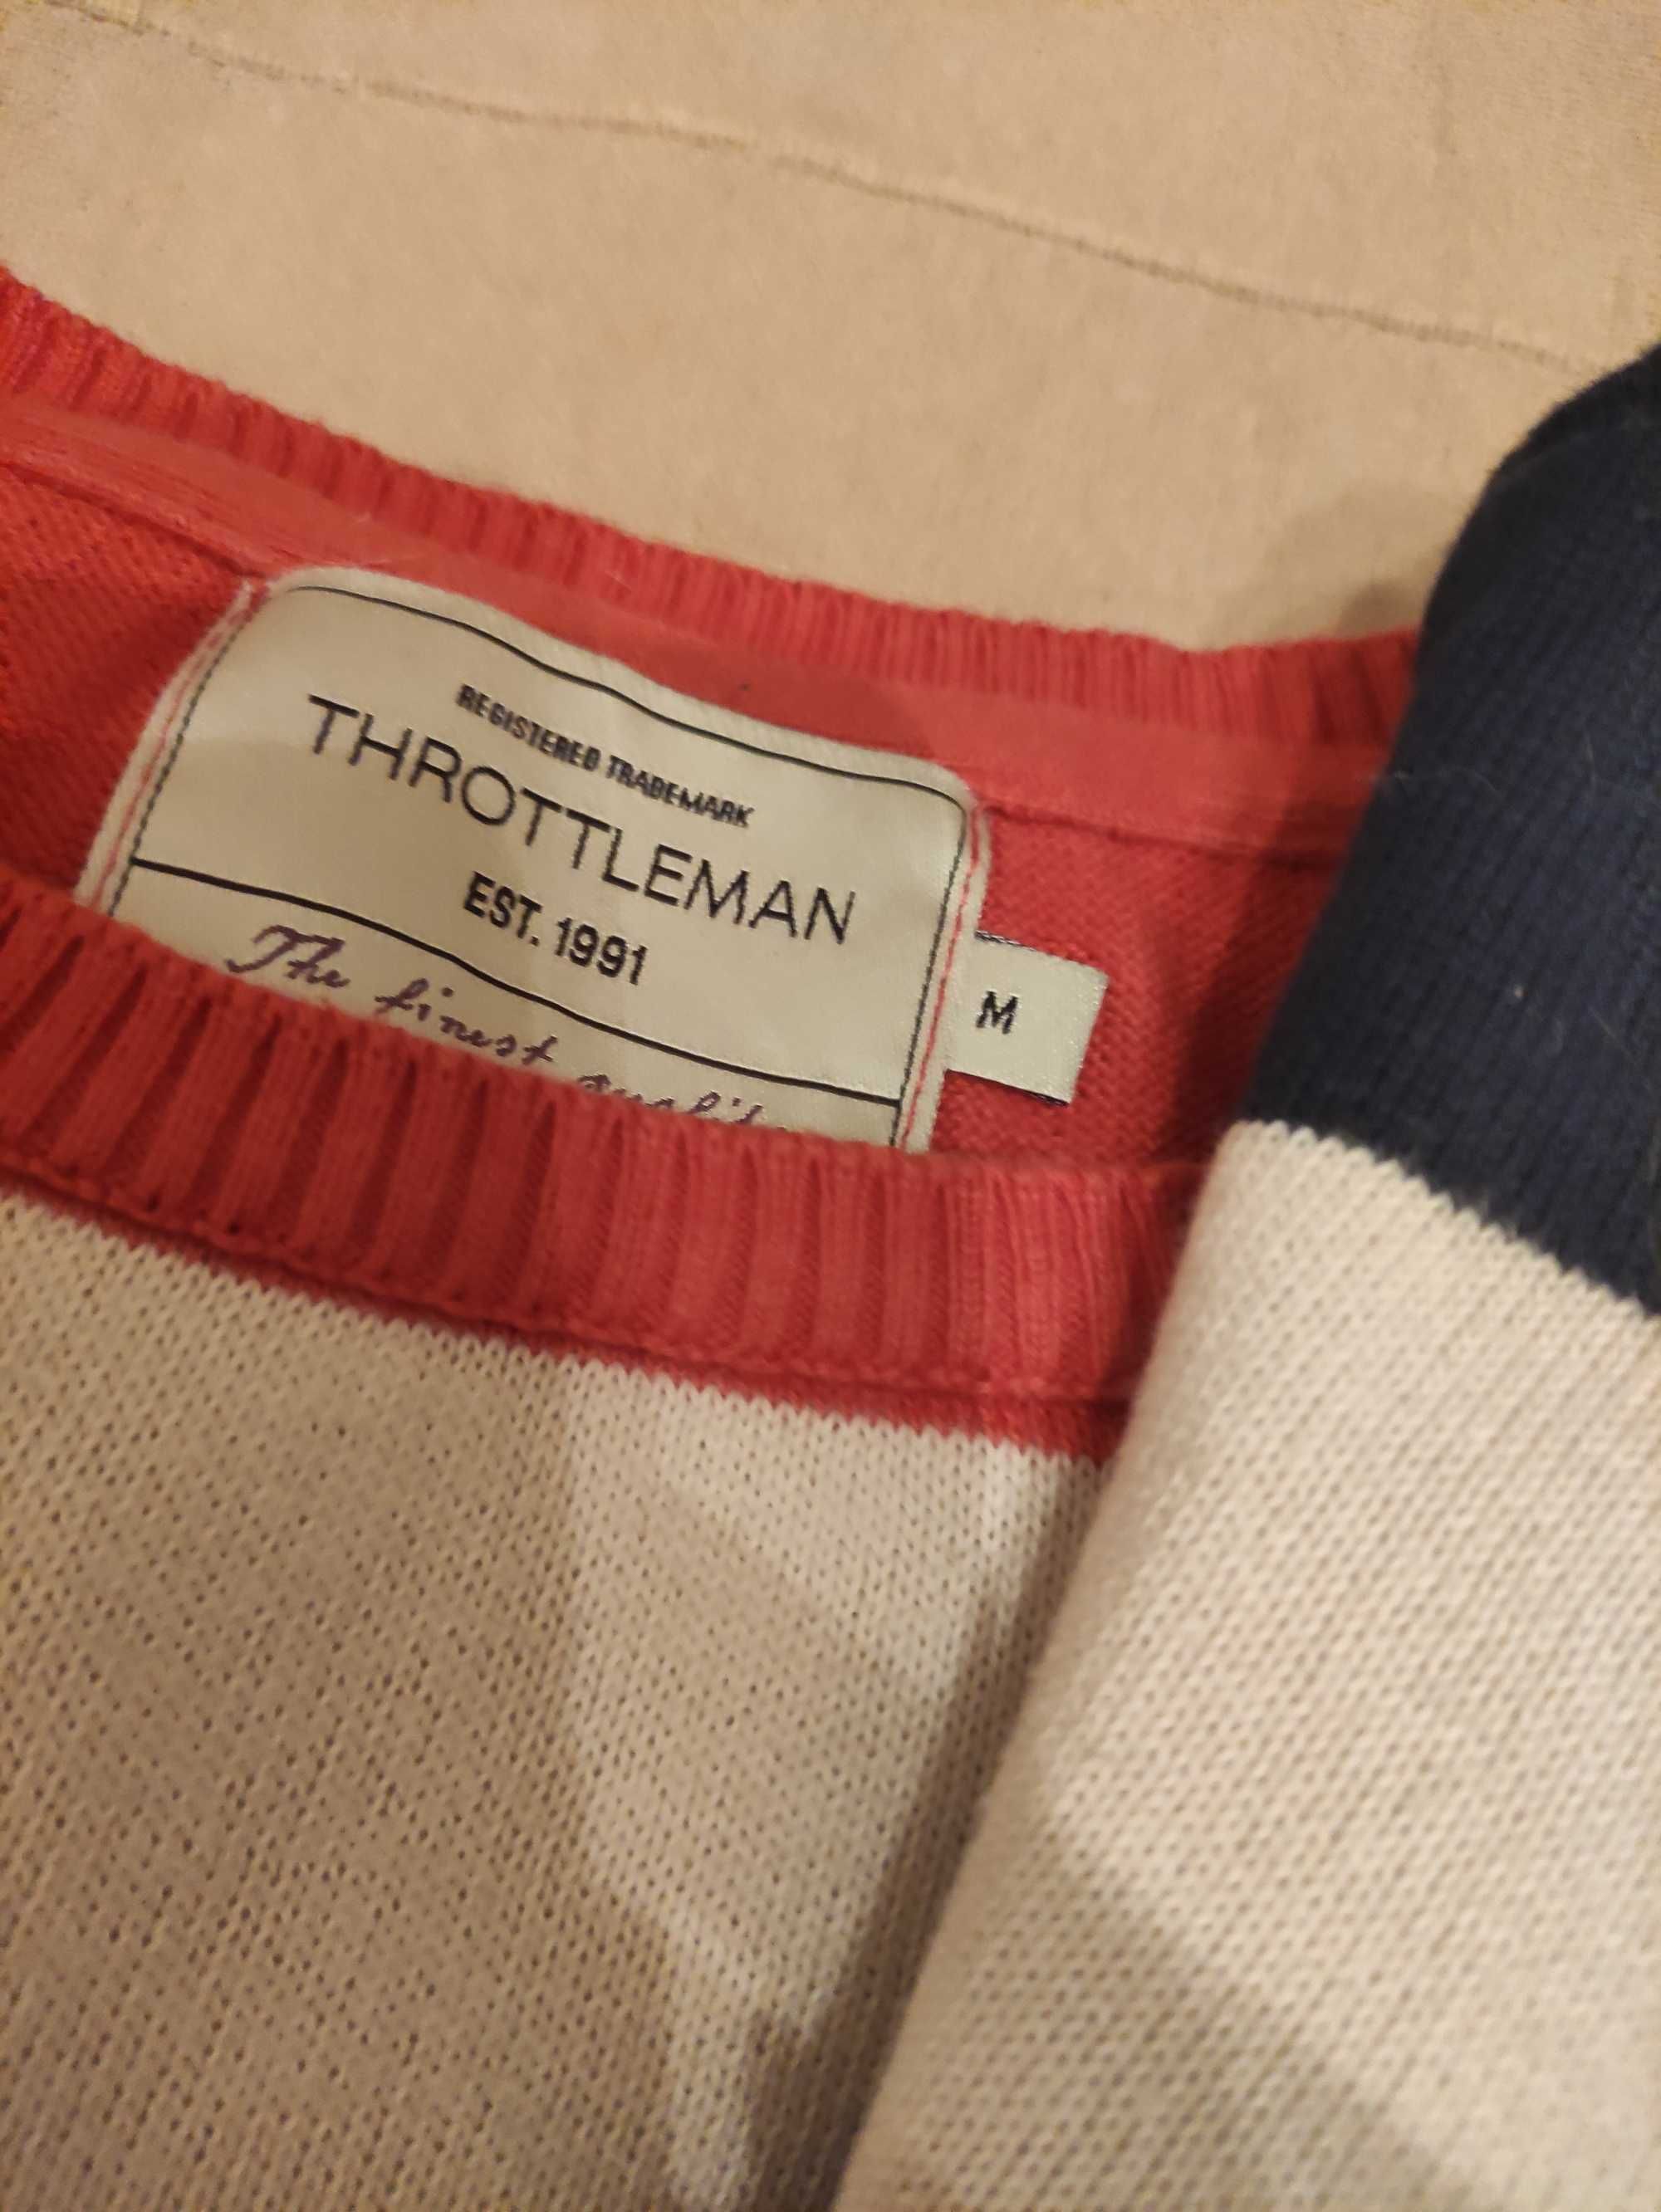 REGISTERED TRADEMARK
THROTTLEMAN
EST. 1991
The finest
M